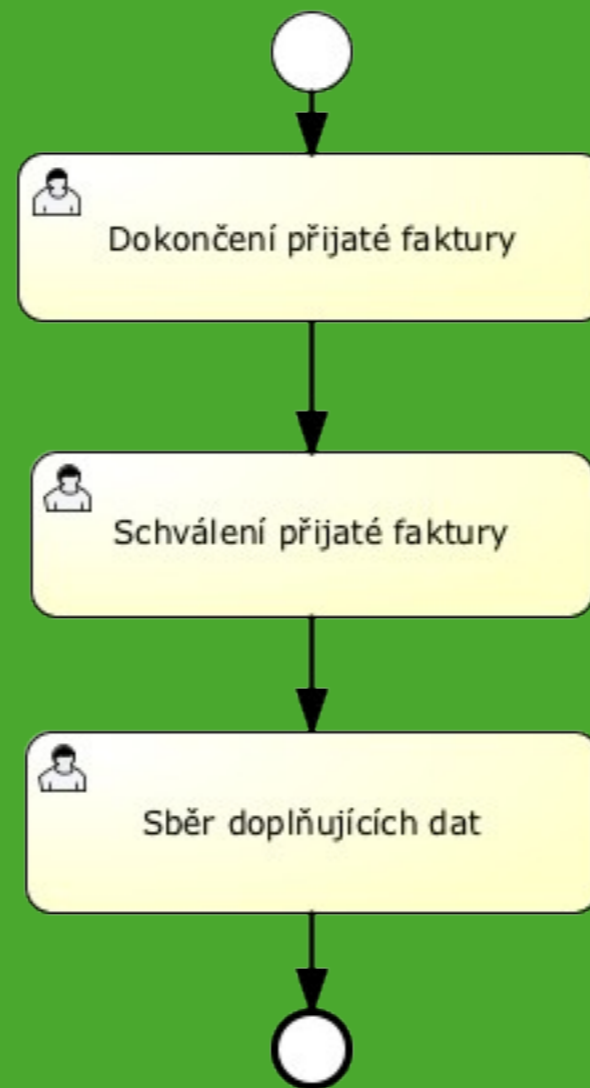 Dokončení přijaté faktury
Schválení přijaté faktury
Sběr doplňujících dat